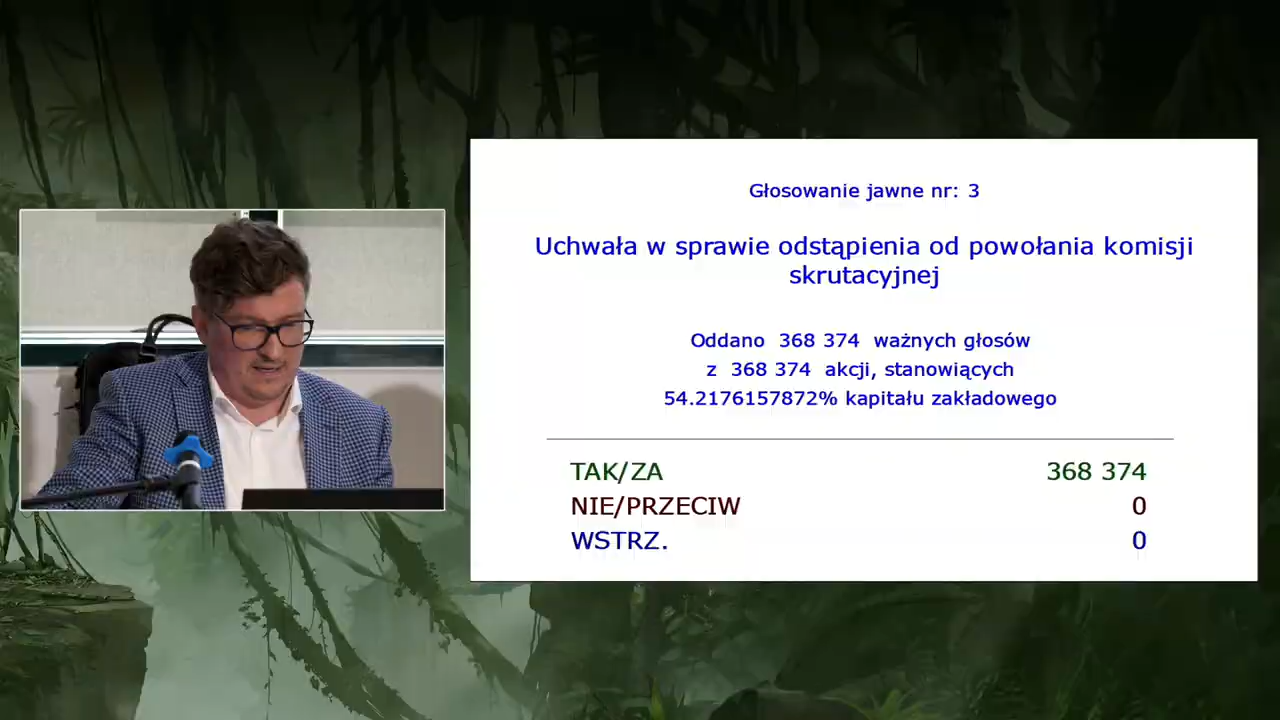 Głosowanie jawne nr: 3
Uchwała w sprawie odstąpienia od powołania komisji
skrutacyjnej
Oddano 368 374 ważnych głosów
z 368 374 akcji, stanowiących
54.2176157872% kapitału zakładowego
TAK/ZA 368 374
NIE/PRZECIW 0
WSTRZ. 0